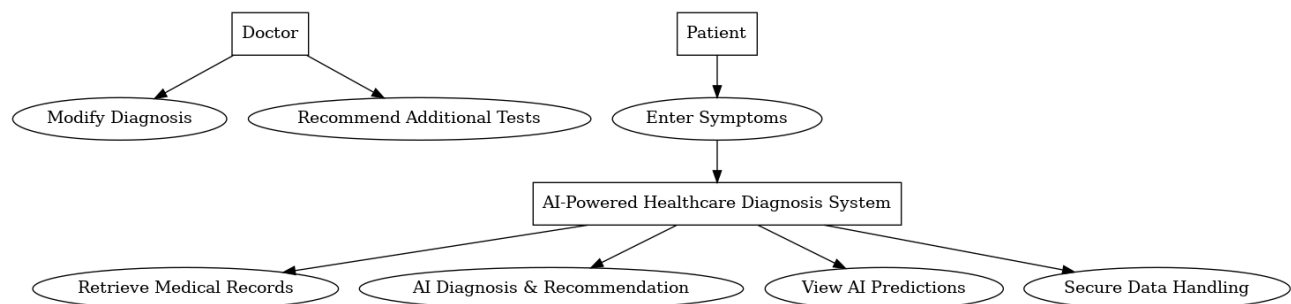 Doctor
Patient
Modify Diagnosis
Recommend Additional Tests
Enter Symptoms
AI-Powered Healthcare Diagnosis System
Retrieve Medical Records
AI Diagnosis & Recommendation
View AI Predictions
Secure Data Handling